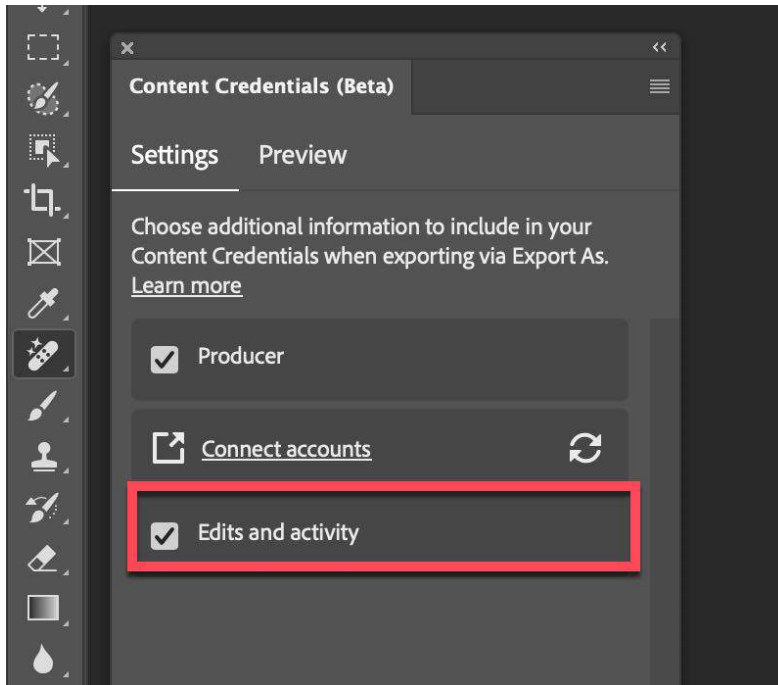 Content Credentials (Beta)
Settings Preview
Choose additional information to include in your
Content Credentials when exporting via Export As.
Learn more
Producer
Connect accounts
Edits and activity